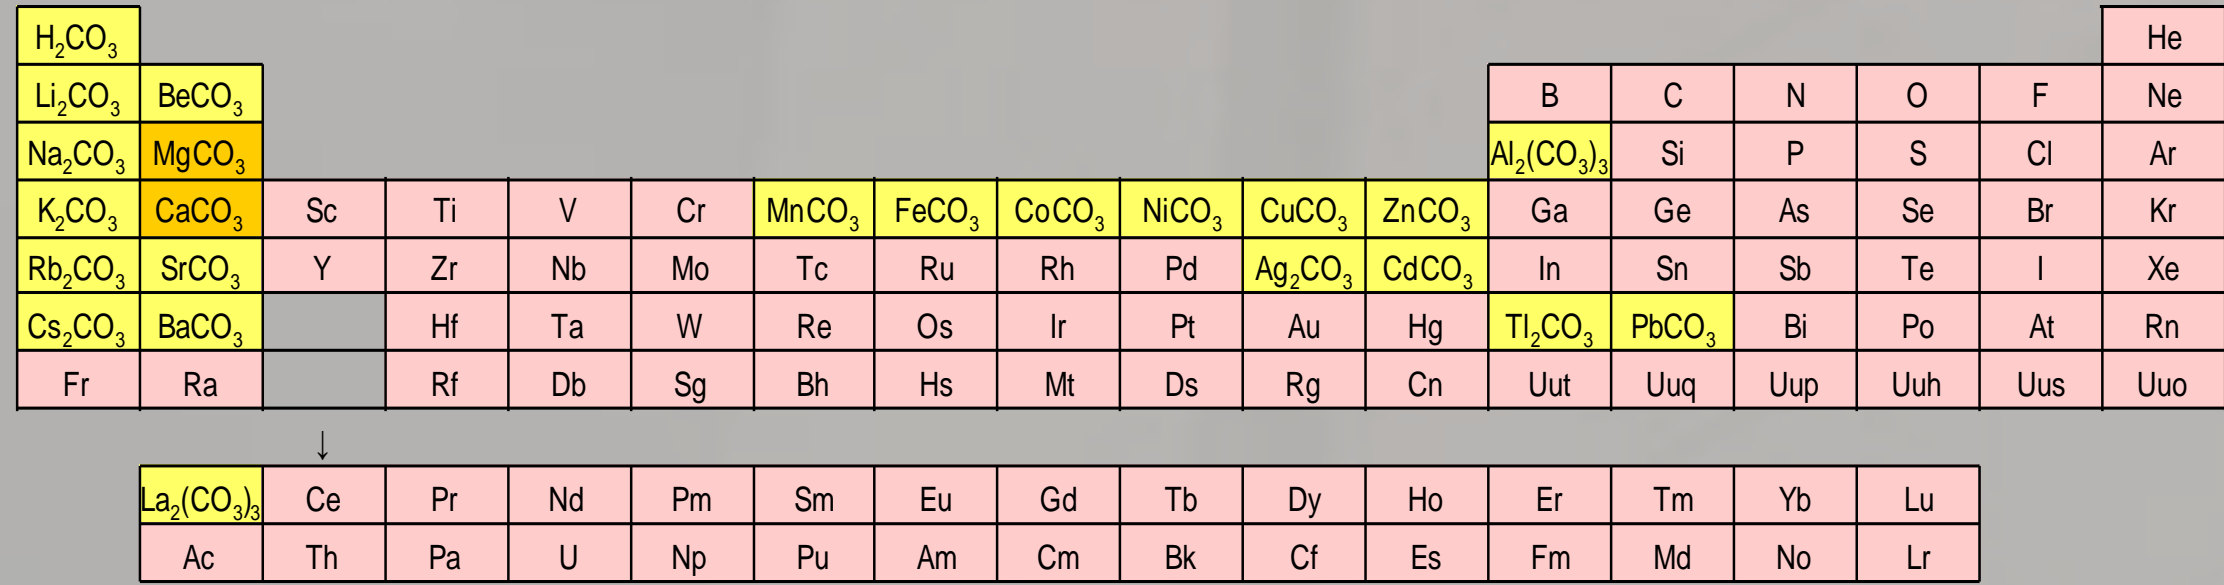 H₂CO₃ He
Li₂CO₃ BeCO₃ B C N O F Ne
Na₂CO₃ MgCO₃ Al₂(CO₃)₃ Si P S Cl Ar
K₂CO₃ CaCO₃ Sc Ti V Cr MnCO₃ FeCO₃ CoCO₃ NiCO₃ CuCO₃ ZnCO₃ Ga Ge As Se Br Kr
Rb₂CO₃ SrCO₃ Y Zr Nb Mo Tc Ru Rh Pd Ag₂CO₃ CdCO₃ In Sn Sb Te I Xe
Cs₂CO₃ BaCO₃ Hf Ta W Re Os Ir Pt Au Hg Tl₂CO₃ PbCO₃ Bi Po At Rn
Fr Ra Rf Db Sg Bh Hs Mt Ds Rg Cn Uut Uuq Uup Uuh Uus Uuo
↓
La₂(CO₃)₃ Ce Pr Nd Pm Sm Eu Gd Tb Dy Ho Er Tm Yb Lu
Ac Th Pa U Np Pu Am Cm Bk Cf Es Fm Md No Lr